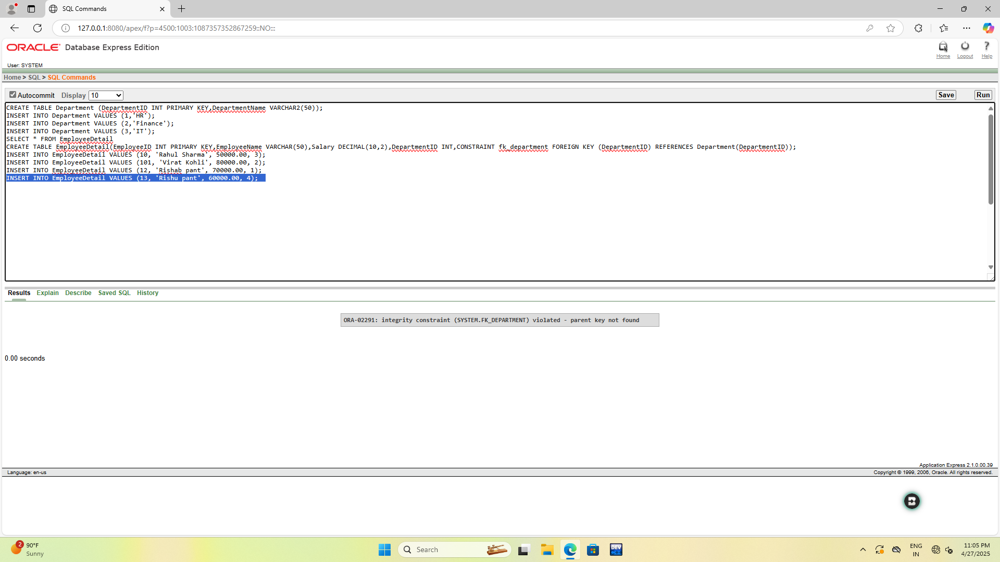 SQL Commands
127.0.0.1:8080/apex/f?p=4500:1003:1087357352867259::NO:::
ORACLE Database Express Edition
Home Logout Help
User: SYSTEM
Home > SQL > SQL Commands
Autocommit Display 10 Save Run
CREATE TABLE Department (DepartmentID INT PRIMARY KEY,DepartmentName VARCHAR2(50));
INSERT INTO Department VALUES (1,'HR');
INSERT INTO Department VALUES (2,'Finance');
INSERT INTO Department VALUES (3,'IT');
SELECT * FROM EmployeeDetail
CREATE TABLE EmployeeDetail(EmployeeID INT PRIMARY KEY,EmployeeName VARCHAR(50),Salary DECIMAL(10,2),DepartmentID INT,CONSTRAINT fk_department FOREIGN KEY (DepartmentID) REFERENCES Department(DepartmentID));
INSERT INTO EmployeeDetail VALUES (10, 'Rahul Sharma', 50000.00, 3);
INSERT INTO EmployeeDetail VALUES (101, 'Virat Kohli', 80000.00, 2);
INSERT INTO EmployeeDetail VALUES (12, 'Rishab pant', 70000.00, 1);
INSERT INTO EmployeeDetail VALUES (13, 'Rishu pant', 60000.00, 4);
Results Explain Describe Saved SQL History
ORA-02291: integrity constraint (SYSTEM.FK_DEPARTMENT) violated - parent key not found
0.00 seconds
Application Express 2.1.0.00.39
Language: en-us Copyright © 1999, 2006, Oracle. All rights reserved.
2
90°F
Sunny
Search
DEV
ENG
IN
11:05 PM
4/27/2025